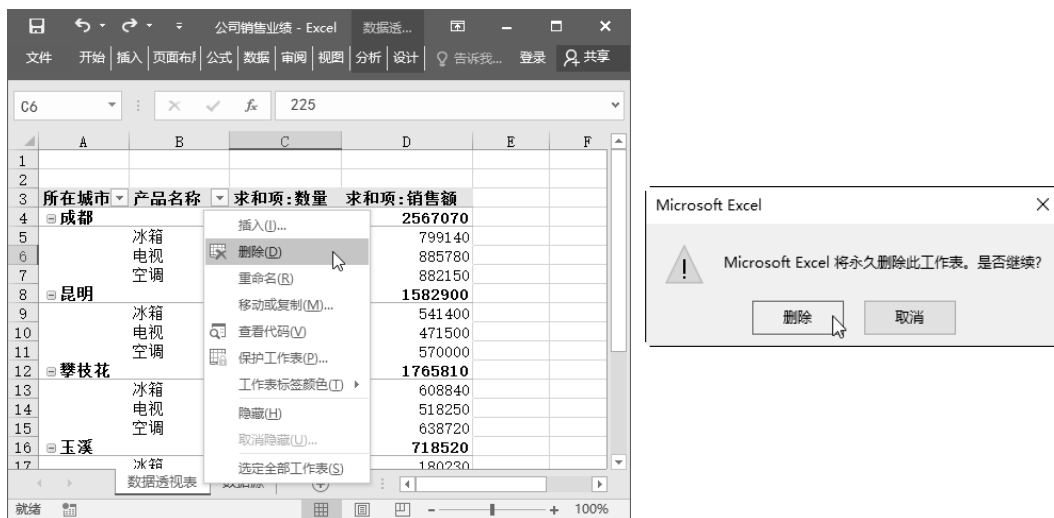 公司销售业绩 - Excel 数据透...
文件 开始 插入 页面布 公式 数据 审阅 视图 分析 设计 告诉我... 登录 共享
C6 fx 225
A B C D E F
1
2
3 所在城市 产品名称 求和项:数量 求和项:销售额
4 成都 2567070
5 冰箱 799140
6 电视 885780
7 空调 882150
8 昆明 1582900
9 冰箱 541400
10 电视 471500
11 空调 570000
12 攀枝花 1765810
13 冰箱 608840
14 电视 518250
15 空调 638720
16 玉溪 718520
17 冰箱 180230
插入(I)...
删除(D)
重命名(R)
移动或复制(M)...
查看代码(V)
保护工作表(P)...
工作表标签颜色(T)
隐藏(H)
取消隐藏(U)...
选定全部工作表(S)
数据透视表 数据源
就绪 100%
Microsoft Excel
Microsoft Excel 将永久删除此工作表。是否继续?
删除 取消